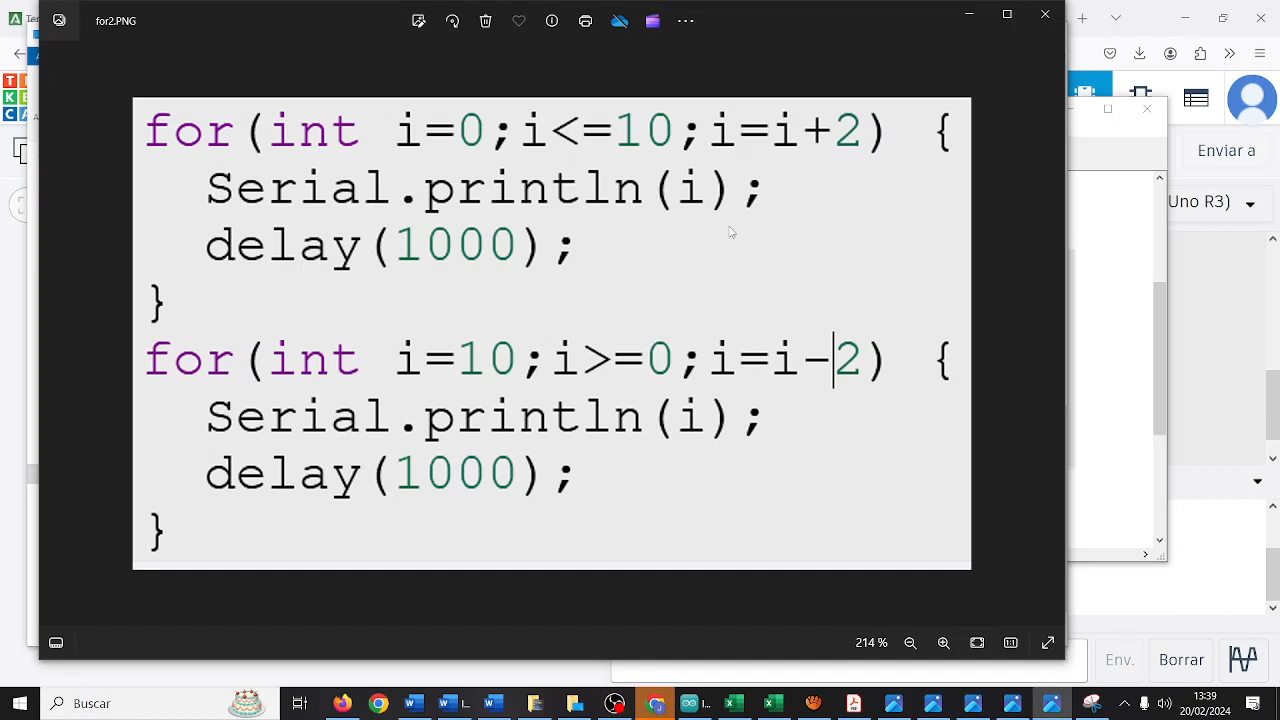 for2.PNG
Enviar a
Uno R3)
for(int i=0;i<=10;i=i+2) {
Serial.println(i);
delay(1000);
}
for(int i=10;i>=0;i=i-2) {
Serial.println(i);
delay(1000);
}
214 %
Env.
Borrar
Buscar
13:39
20/02/2024